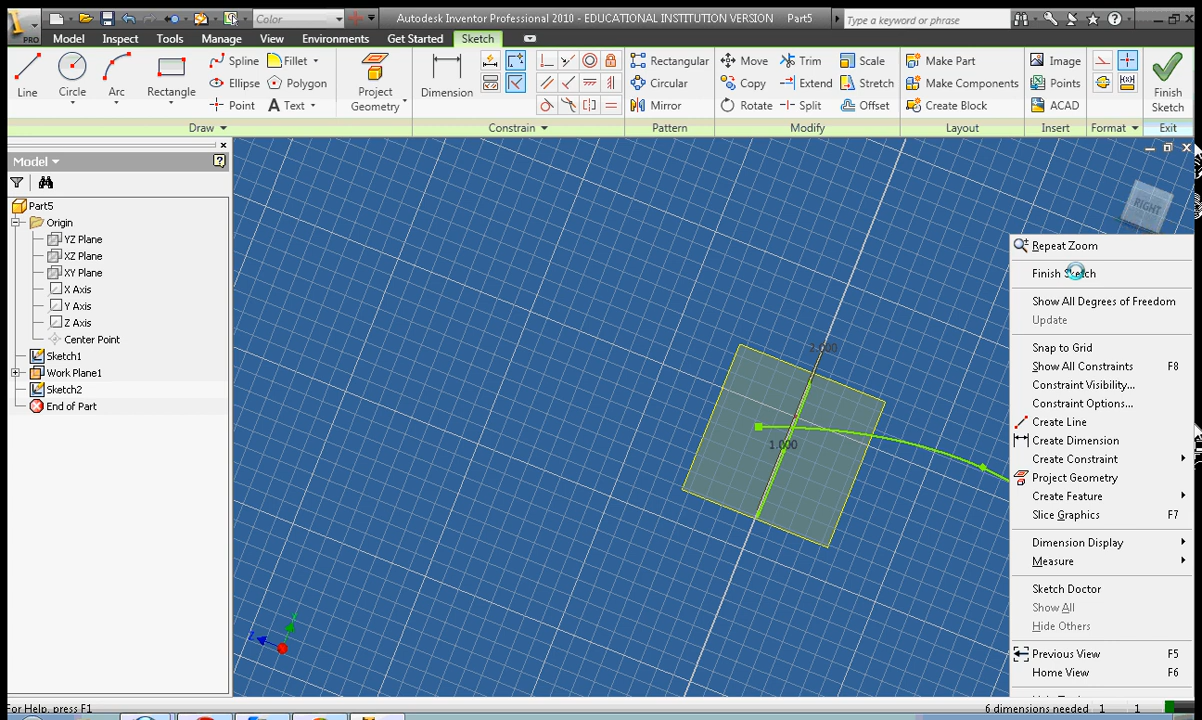 PRO
Color
Autodesk Inventor Professional 2010 - EDUCATIONAL INSTITUTION VERSION Part5
Type a keyword or phrase
Model Inspect Tools Manage View Environments Get Started Sketch
Line
Circle
Arc
Rectangle
Spline Fillet
Ellipse Polygon
Point Text
Project Geometry
Dimension
Rectangular
Circular
Mirror
Move Trim Scale
Copy Extend Stretch
Rotate Split Offset
Make Part
Make Components
Create Block
Image
Points
ACAD
Finish Sketch
Draw Constrain Pattern Modify Layout Insert Format Exit
Model
Part5
Origin
YZ Plane
XZ Plane
XY Plane
X Axis
Y Axis
Z Axis
Center Point
Sketch1
Work Plane1
Sketch2
End of Part
RIGHT
1.000
Z
Repeat Zoom
Finish Sketch
Show All Degrees of Freedom
Update
Snap to Grid
Show All Constraints F8
Constraint Visibility...
Constraint Options...
Create Line
Create Dimension
Create Constraint
Project Geometry
Create Feature
Slice Graphics F7
Dimension Display
Measure
Sketch Doctor
Show All
Hide Others
Previous View F5
Home View F6
For Help, press F1
6 dimensions needed 1 1